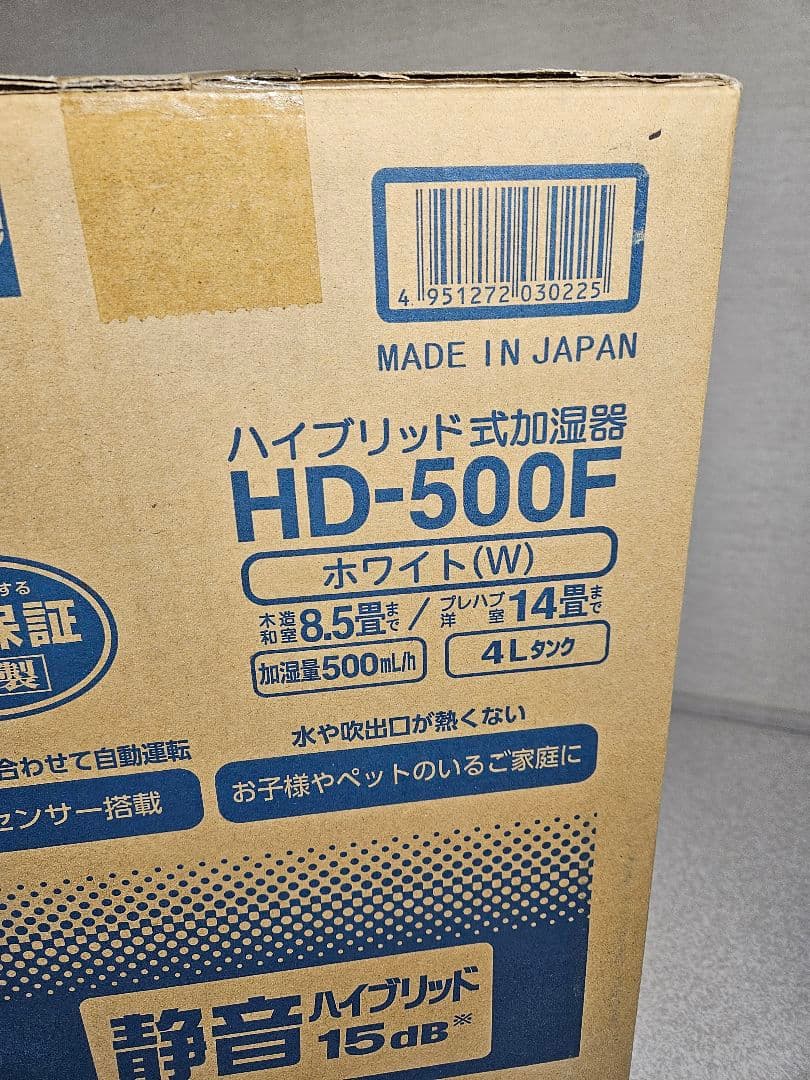 4 951272 030225
MADE IN JAPAN
ハイブリッド式加湿器
HD-500F
ホワイト(W)
木造和室8.5畳まで/プレハブ洋室14畳まで
加湿量500mL/h
4Lタンク
する
保証
製
合わせて自動運転
センサー搭載
水や吹出口が熱くない
お子様やペットのいるご家庭に
静音ハイブリッド
15dB※